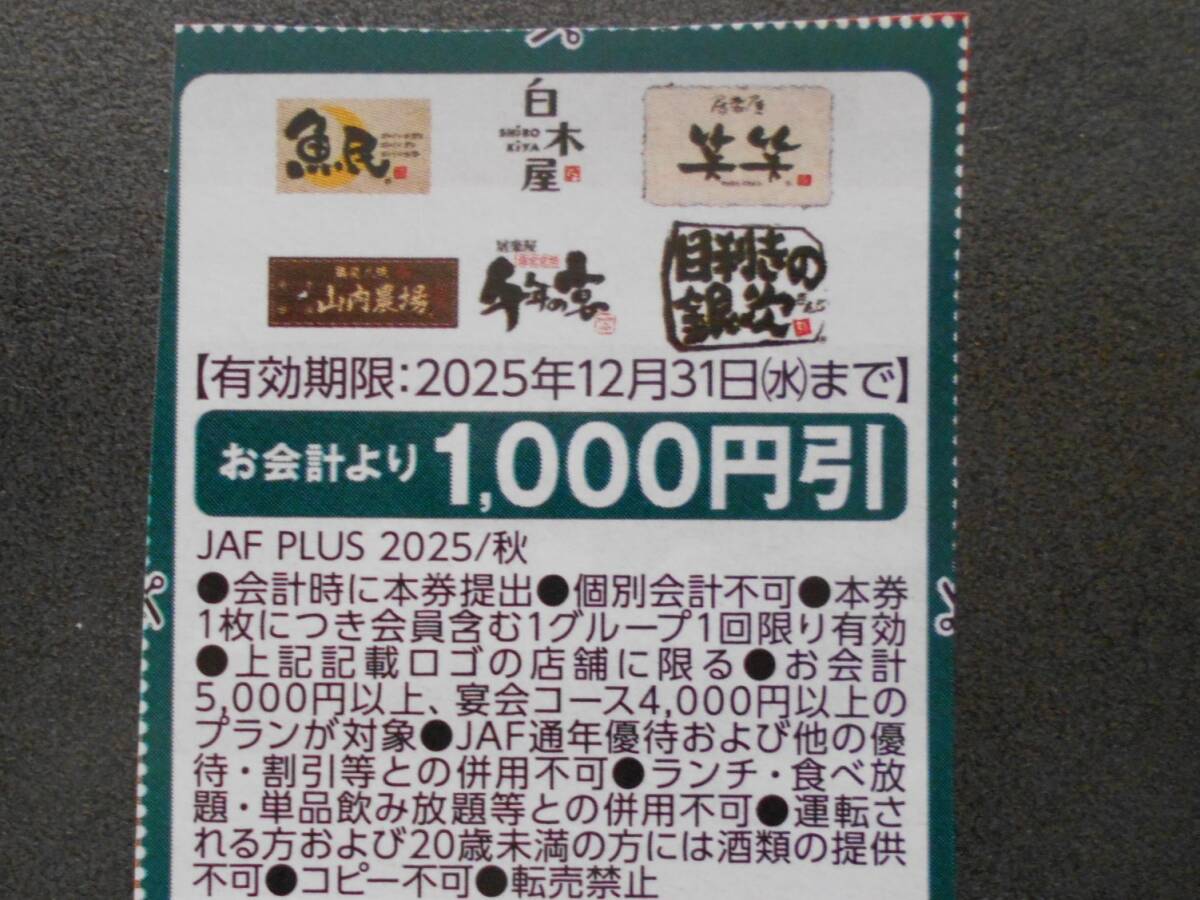 魚民
白木屋
SHIRO
KIYA
居楽屋
笑笑
山内農場
居楽屋
千年の宴
目利きの
銀次
【有効期限:2025年12月31日㈬まで】
お会計より 1,000円引
JAF PLUS 2025/秋
●会計時に本券提出●個別会計不可●本券
1枚につき会員含む1グループ1回限り有効
●上記記載ロゴの店舗に限る●お会計
5,000円以上、宴会コース4,000円以上の
プランが対象●JAF通年優待および他の優
待・割引等との併用不可●ランチ・食べ放
題・単品飲み放題等との併用不可●運転さ
れる方および20歳未満の方には酒類の提供
不可●コピー不可●転売禁止